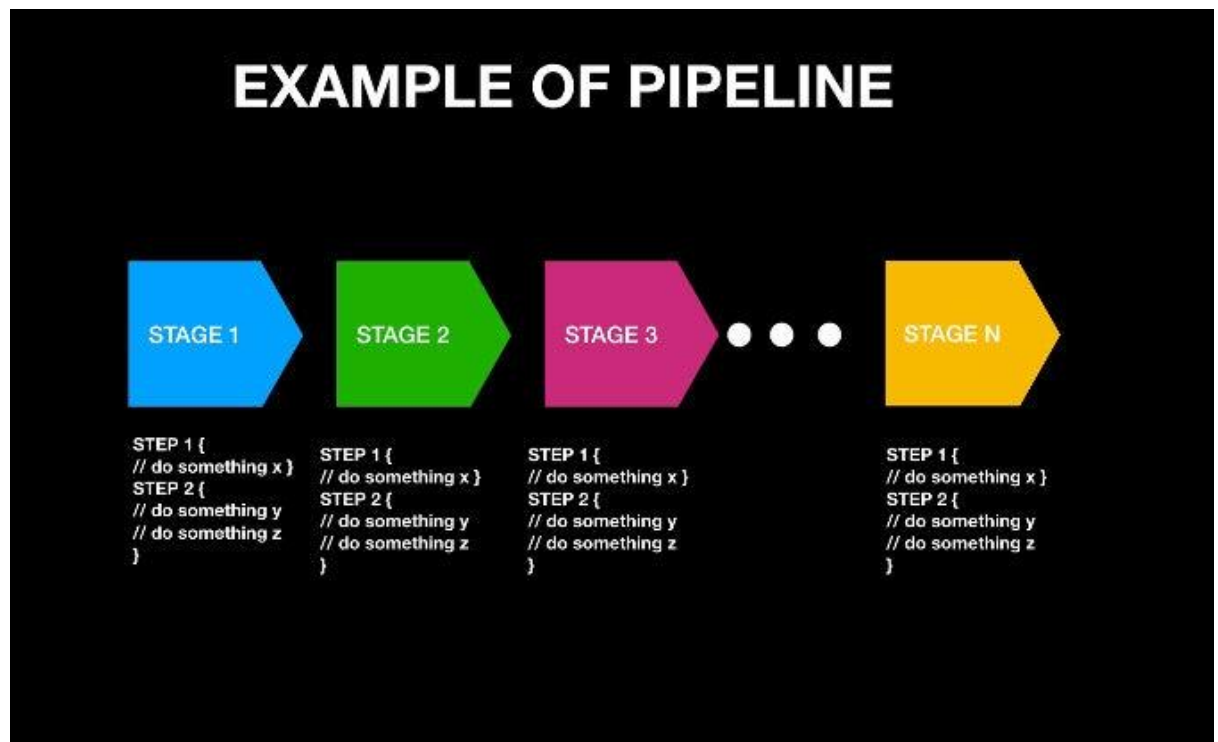 EXAMPLE OF PIPELINE
STAGE 1
STAGE 2
STAGE 3
STAGE N
STEP 1 {
// do something x }
STEP 2 {
// do something y
// do something z
}
STEP 1 {
// do something x }
STEP 2 {
// do something y
// do something z
}
STEP 1 {
// do something x }
STEP 2 {
// do something y
// do something z
}
STEP 1 {
// do something x }
STEP 2 {
// do something y
// do something z
}